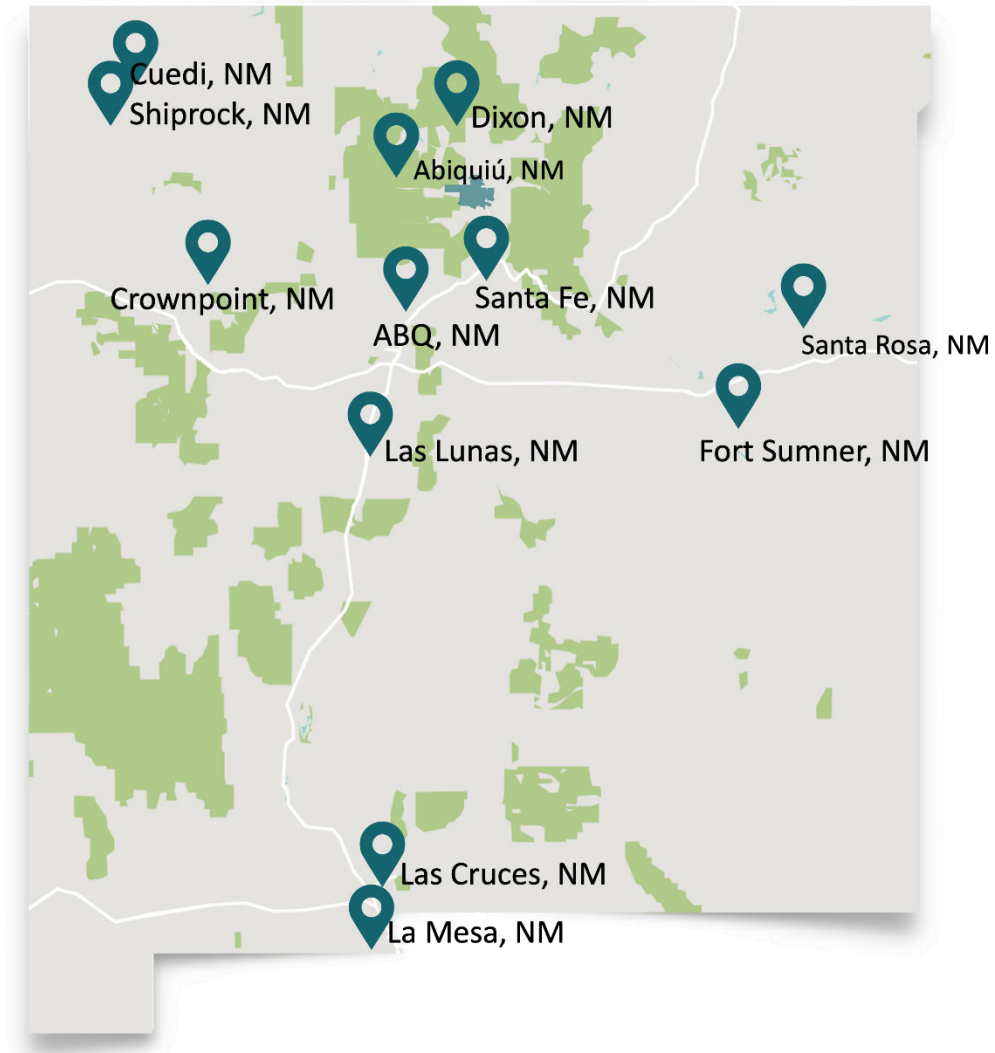 Cuedi, NM
Shiprock, NM
Dixon, NM
Abiquiú, NM
Crownpoint, NM
Santa Fe, NM
ABQ, NM
Santa Rosa, NM
Las Lunas, NM
Fort Sumner, NM
Las Cruces, NM
La Mesa, NM